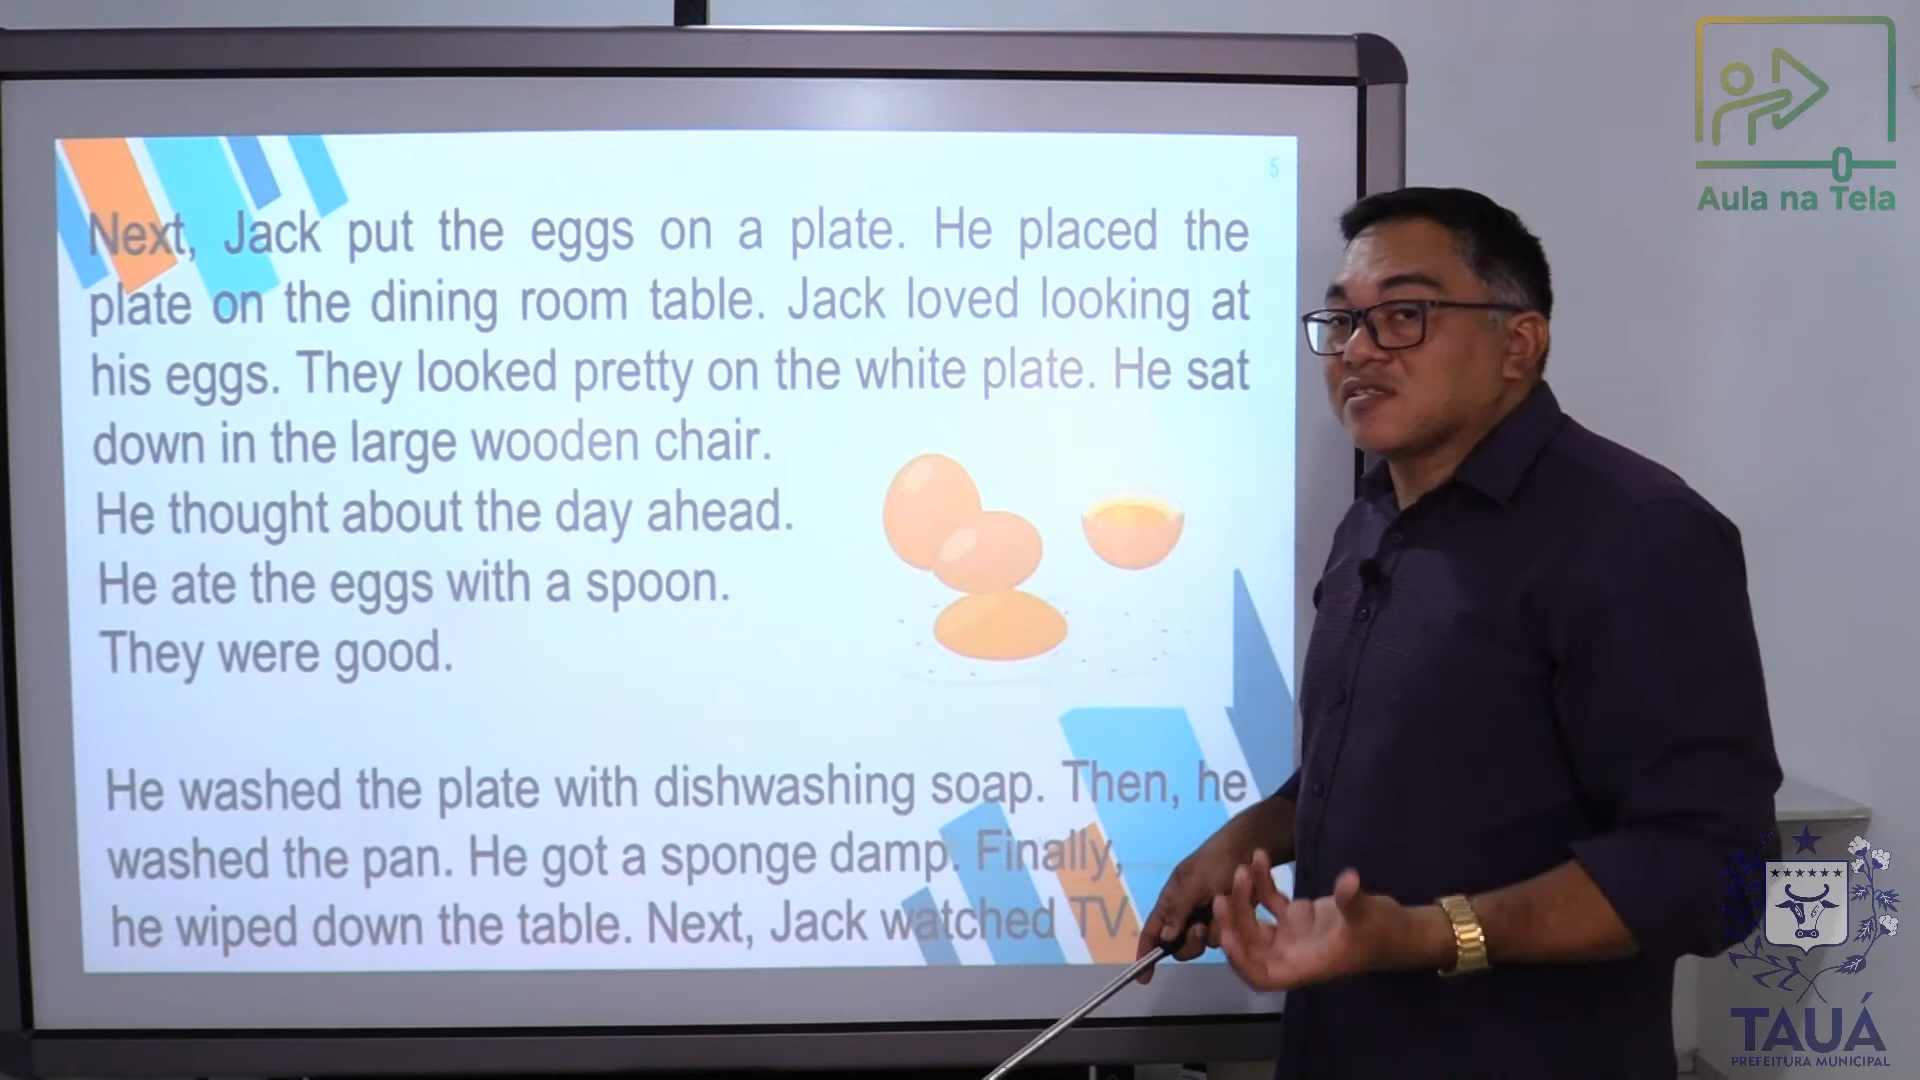 Aula na Tela
5
Next, Jack put the eggs on a plate. He placed the
plate on the dining room table. Jack loved looking at
his eggs. They looked pretty on the white plate. He sat
down in the large wooden chair.
He thought about the day ahead.
He ate the eggs with a spoon.
They were good.
He washed the plate with dishwashing soap. Then, he
washed the pan. He got a sponge damp. Finally,
he wiped down the table. Next, Jack watched TV.
TAUÁ
PREFEITURA MUNICIPAL